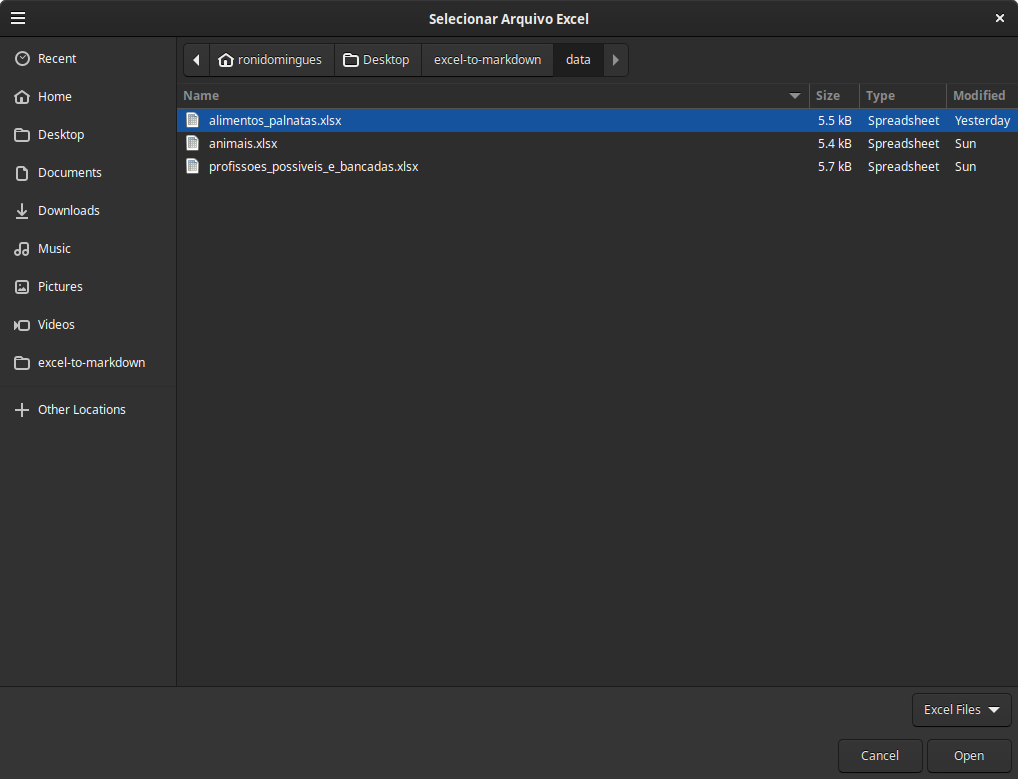 Selecionar Arquivo Excel
Recent
Home
Desktop
Documents
Downloads
Music
Pictures
Videos
excel-to-markdown
Other Locations
ronidomingues Desktop excel-to-markdown data
Name Size Type Modified
alimentos_palnatas.xlsx 5.5 kB Spreadsheet Yesterday
animais.xlsx 5.4 kB Spreadsheet Sun
profissoes_possiveis_e_bancadas.xlsx 5.7 kB Spreadsheet Sun
Excel Files
Cancel Open